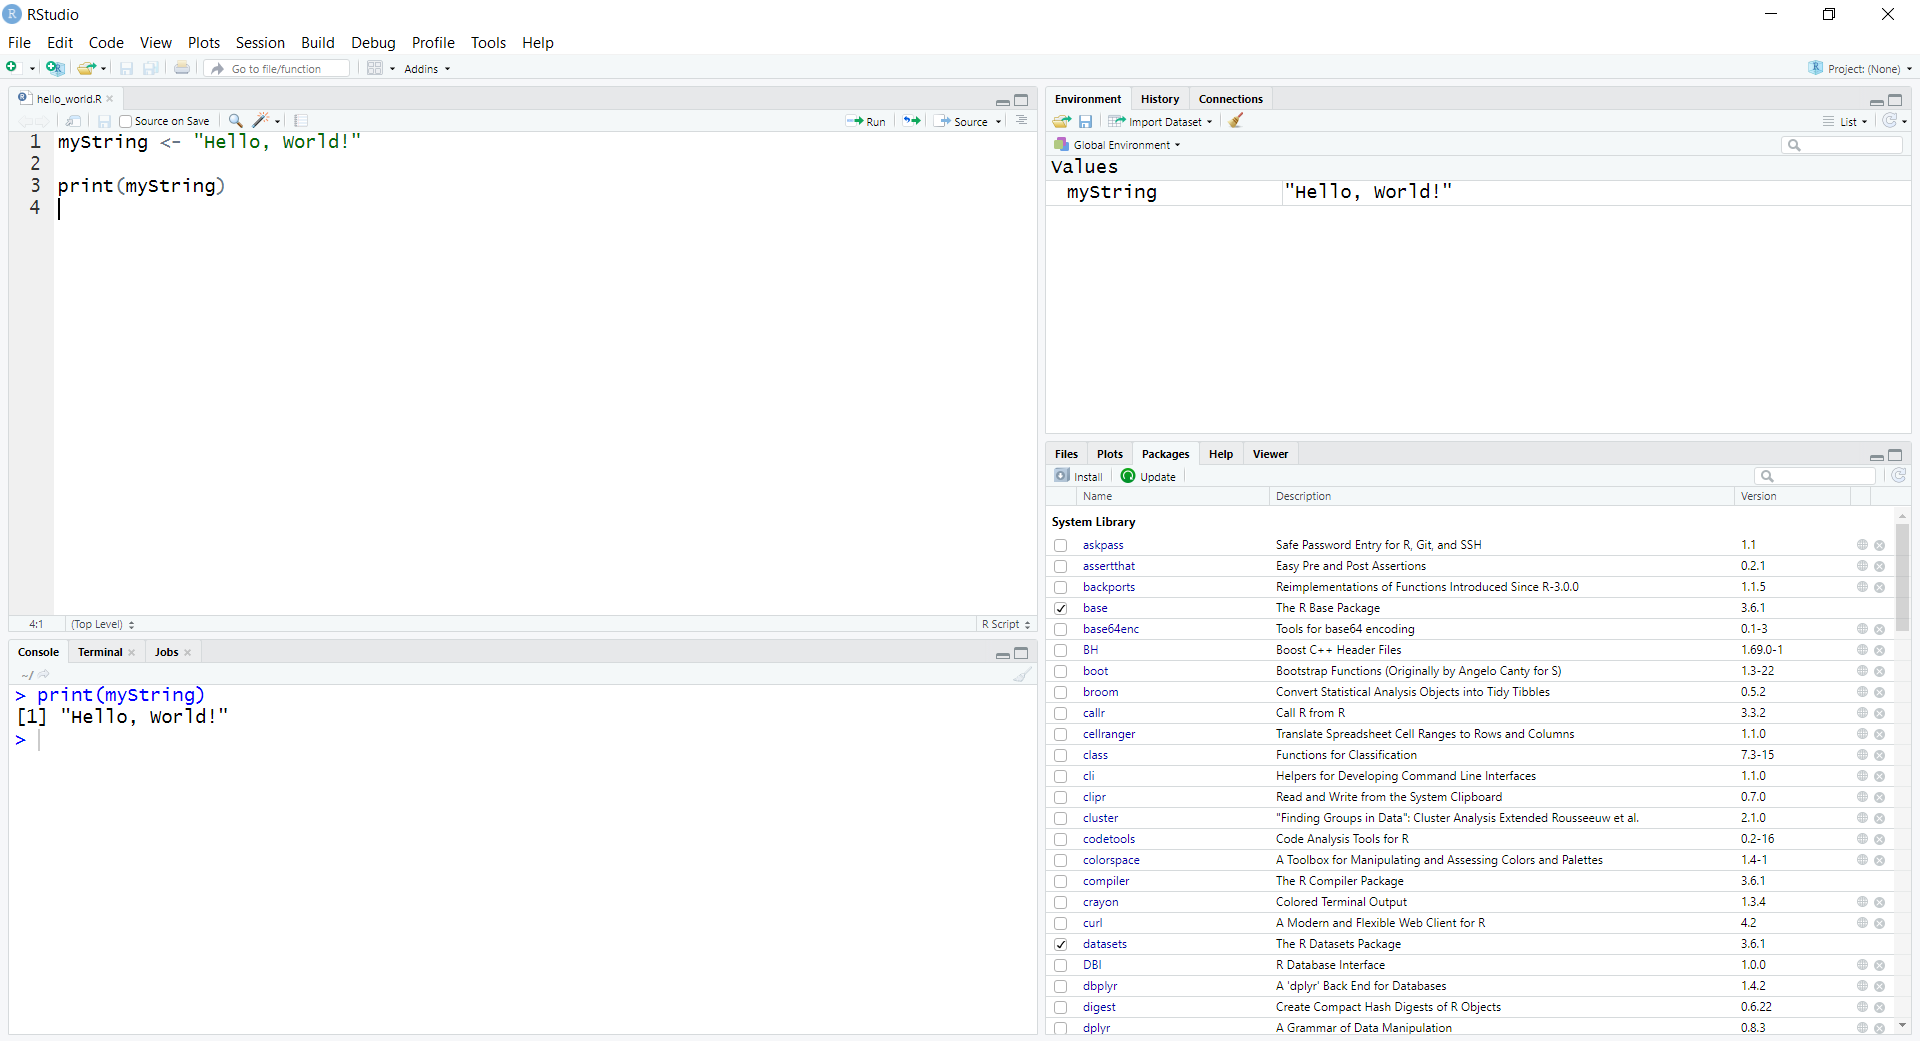 RStudio
File Edit Code View Plots Session Build Debug Profile Tools Help
Go to file/function Addins Project: (None)
hello_world.R
Source on Save Run Source
1 myString <- "Hello, World!"
2
3 print(myString)
4
4:1 (Top Level) R Script
Console Terminal Jobs
~/
> print(myString)
[1] "Hello, World!"
>
Environment History Connections
Import Dataset List
Global Environment
Values
myString "Hello, World!"
Files Plots Packages Help Viewer
Install Update
Name Description Version
System Library
askpass Safe Password Entry for R, Git, and SSH 1.1
assertthat Easy Pre and Post Assertions 0.2.1
backports Reimplementations of Functions Introduced Since R-3.0.0 1.1.5
base The R Base Package 3.6.1
base64enc Tools for base64 encoding 0.1-3
BH Boost C++ Header Files 1.69.0-1
boot Bootstrap Functions (Originally by Angelo Canty for S) 1.3-22
broom Convert Statistical Analysis Objects into Tidy Tibbles 0.5.2
callr Call R from R 3.3.2
cellranger Translate Spreadsheet Cell Ranges to Rows and Columns 1.1.0
class Functions for Classification 7.3-15
cli Helpers for Developing Command Line Interfaces 1.1.0
clipr Read and Write from the System Clipboard 0.7.0
cluster "Finding Groups in Data": Cluster Analysis Extended Rousseeuw et al. 2.1.0
codetools Code Analysis Tools for R 0.2-16
colorspace A Toolbox for Manipulating and Assessing Colors and Palettes 1.4-1
compiler The R Compiler Package 3.6.1
crayon Colored Terminal Output 1.3.4
curl A Modern and Flexible Web Client for R 4.2
datasets The R Datasets Package 3.6.1
DBI R Database Interface 1.0.0
dbplyr A 'dplyr' Back End for Databases 1.4.2
digest Create Compact Hash Digests of R Objects 0.6.22
dplyr A Grammar of Data Manipulation 0.8.3